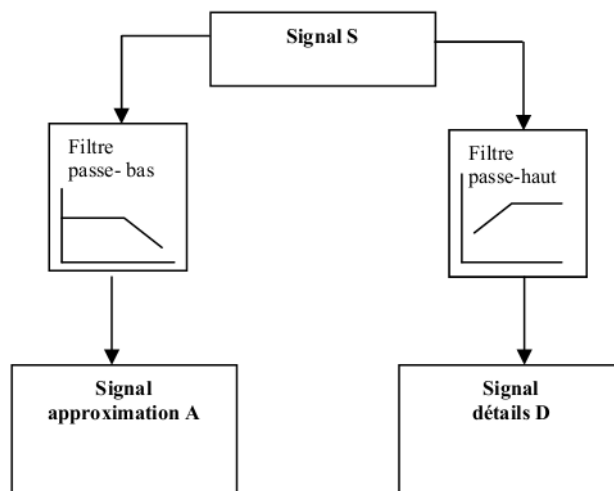 Signal S
Filtre
passe- bas
Filtre
passe-haut
Signal
approximation A
Signal
détails D